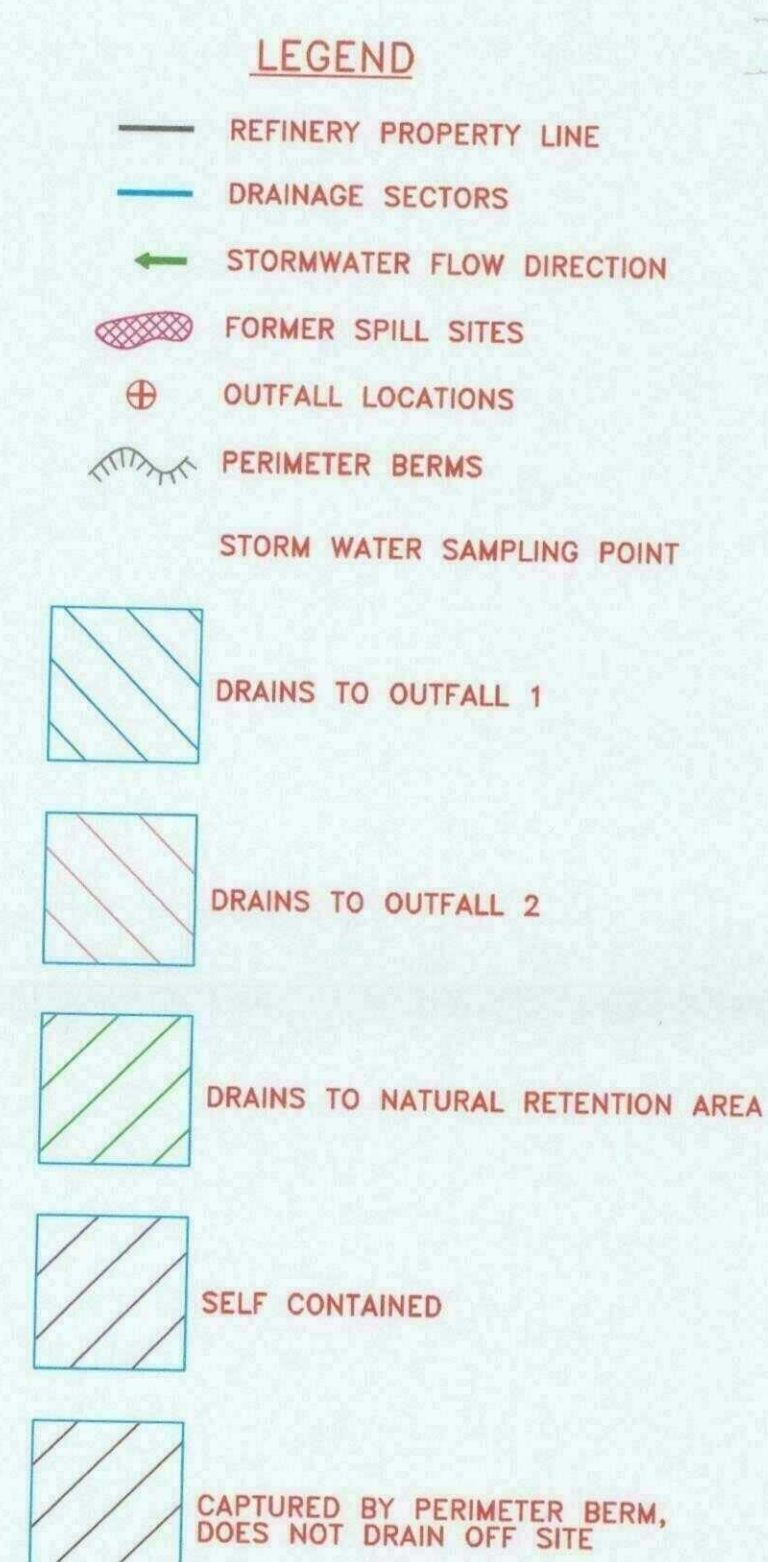 LEGEND
REFINERY PROPERTY LINE
DRAINAGE SECTORS
STORMWATER FLOW DIRECTION
FORMER SPILL SITES
OUTFALL LOCATIONS
PERIMETER BERMS
STORM WATER SAMPLING POINT
DRAINS TO OUTFALL 1
DRAINS TO OUTFALL 2
DRAINS TO NATURAL RETENTION AREA
SELF CONTAINED
CAPTURED BY PERIMETER BERM,
DOES NOT DRAIN OFF SITE